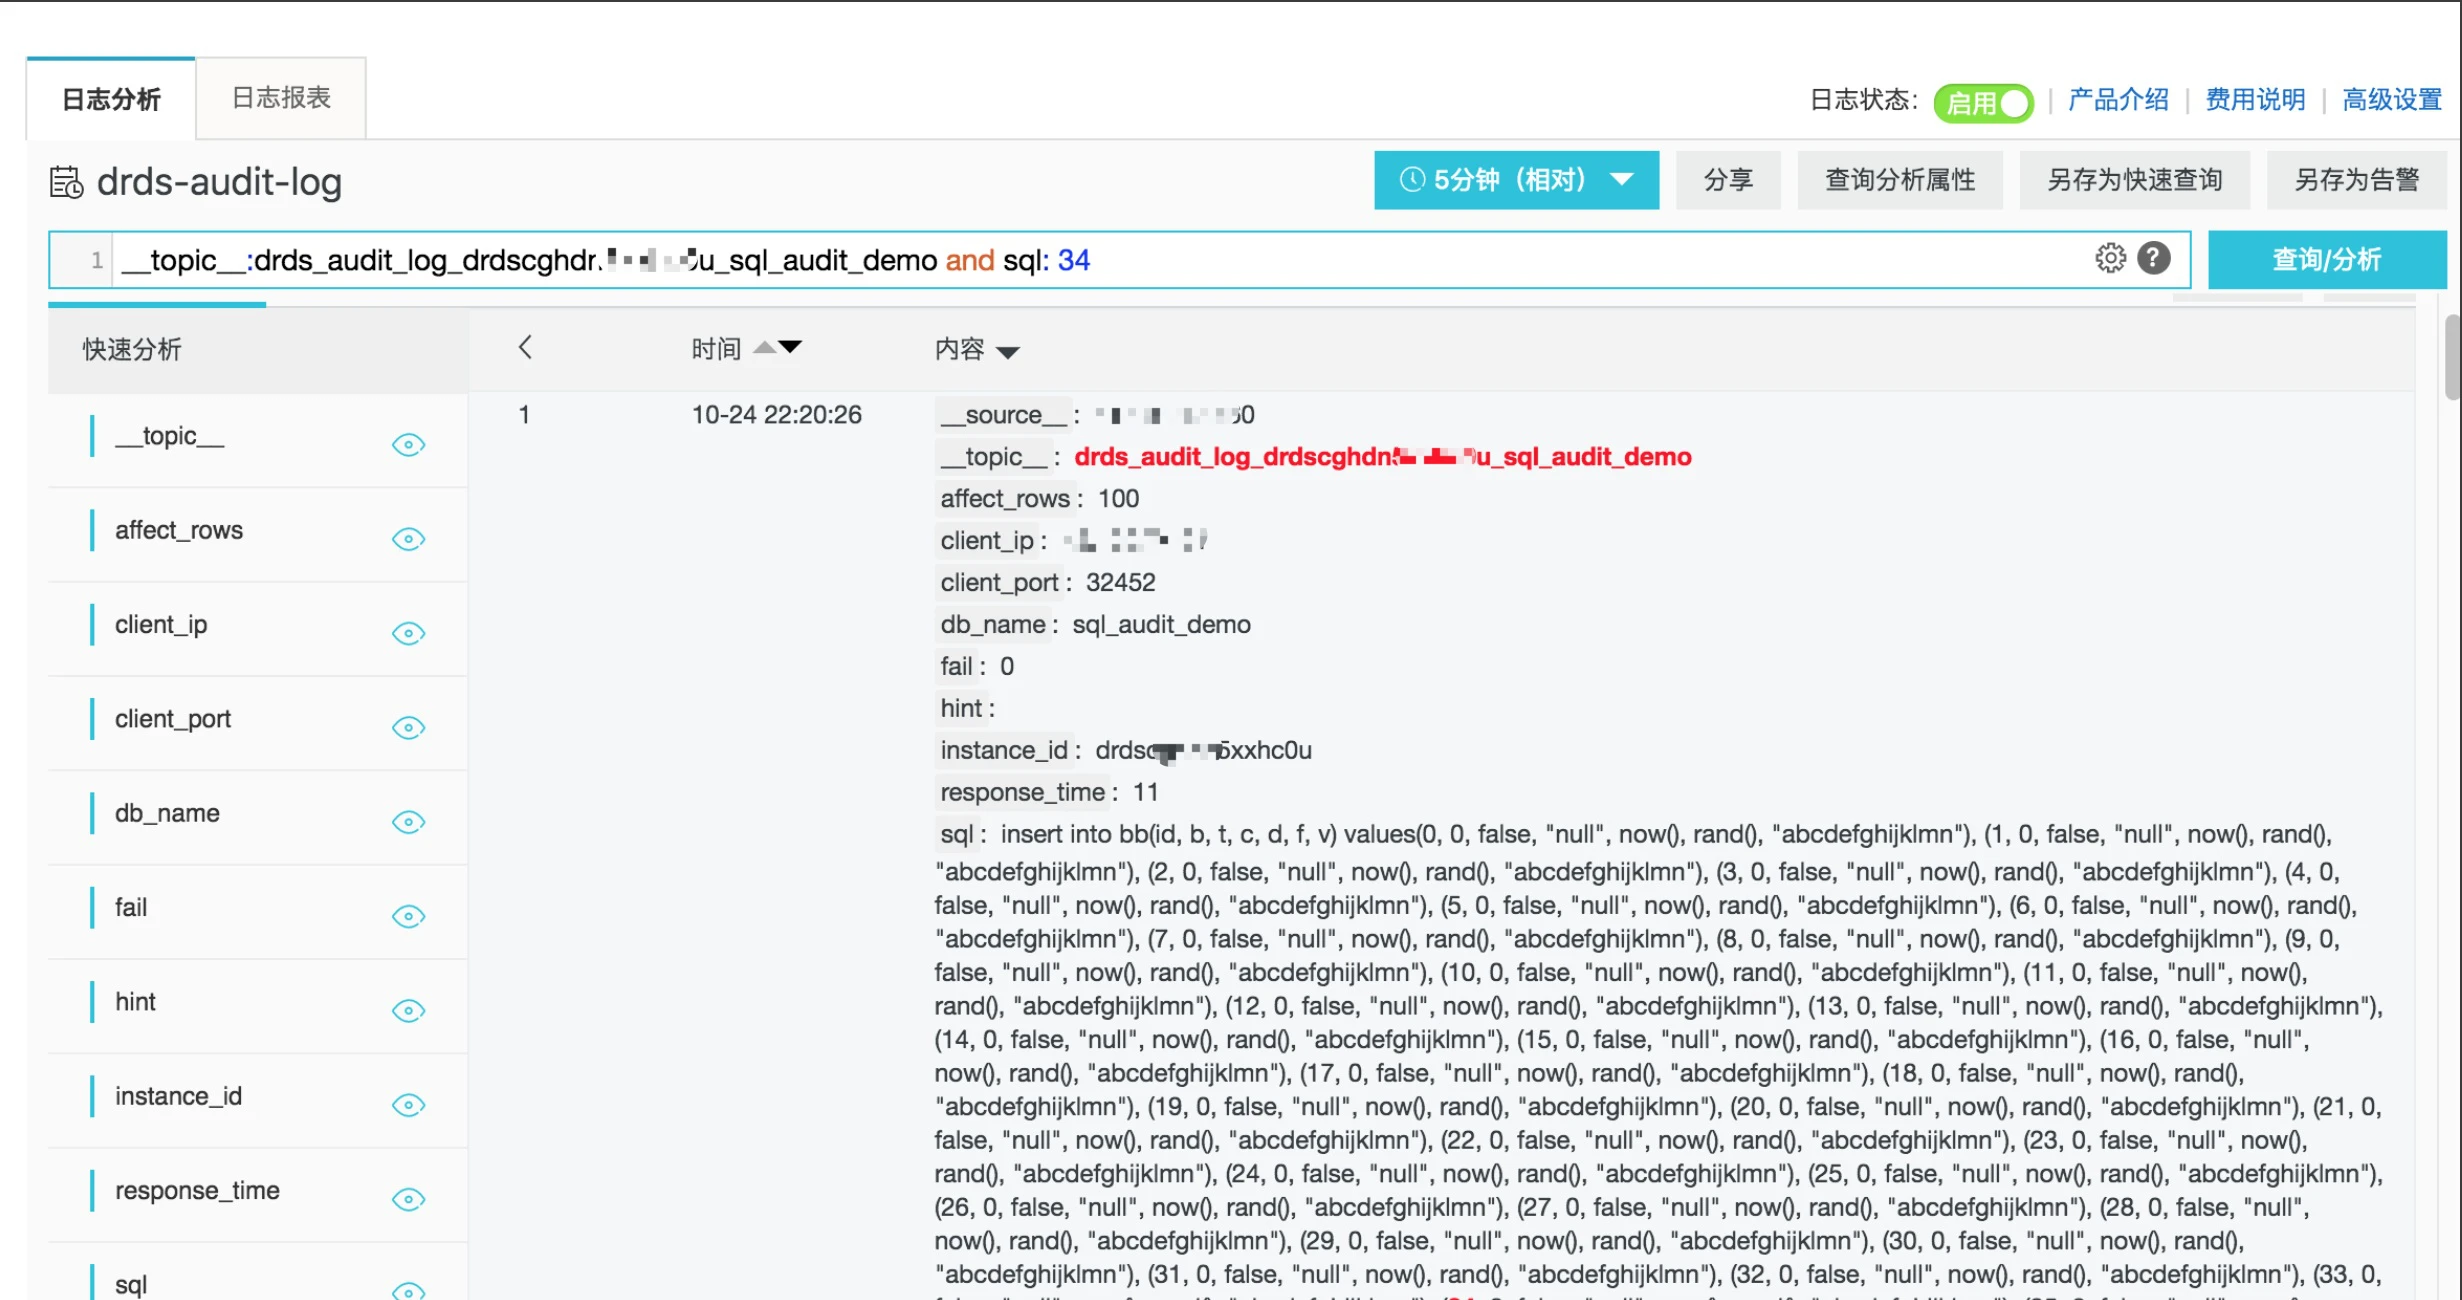 日志分析 日志报表
日志状态: 启用 | 产品介绍 | 费用说明 | 高级设置
drds-audit-log 5分钟（相对） 分享 查询分析属性 另存为快速查询 另存为告警
1 __topic__:drds_audit_log_drdscghdr u_sql_audit_demo and sql: 34 查询/分析
快速分析 时间 内容
1 10-24 22:20:26
__source__ :
__topic__ : drds_audit_log_drdscghdn u_sql_audit_demo
affect_rows : 100
client_ip :
client_port : 32452
db_name : sql_audit_demo
fail : 0
hint :
instance_id : drds 5xxhc0u
response_time : 11
sql : insert into bb(id, b, t, c, d, f, v) values(0, 0, false, "null", now(), rand(), "abcdefghijklmn"), (1, 0, false, "null", now(), rand(),
"abcdefghijklmn"), (2, 0, false, "null", now(), rand(), "abcdefghijklmn"), (3, 0, false, "null", now(), rand(), "abcdefghijklmn"), (4, 0,
false, "null", now(), rand(), "abcdefghijklmn"), (5, 0, false, "null", now(), rand(), "abcdefghijklmn"), (6, 0, false, "null", now(), rand(),
"abcdefghijklmn"), (7, 0, false, "null", now(), rand(), "abcdefghijklmn"), (8, 0, false, "null", now(), rand(), "abcdefghijklmn"), (9, 0,
false, "null", now(), rand(), "abcdefghijklmn"), (10, 0, false, "null", now(), rand(), "abcdefghijklmn"), (11, 0, false, "null", now(),
rand(), "abcdefghijklmn"), (12, 0, false, "null", now(), rand(), "abcdefghijklmn"), (13, 0, false, "null", now(), rand(), "abcdefghijklmn"),
(14, 0, false, "null", now(), rand(), "abcdefghijklmn"), (15, 0, false, "null", now(), rand(), "abcdefghijklmn"), (16, 0, false, "null",
now(), rand(), "abcdefghijklmn"), (17, 0, false, "null", now(), rand(), "abcdefghijklmn"), (18, 0, false, "null", now(), rand(),
"abcdefghijklmn"), (19, 0, false, "null", now(), rand(), "abcdefghijklmn"), (20, 0, false, "null", now(), rand(), "abcdefghijklmn"), (21, 0,
false, "null", now(), rand(), "abcdefghijklmn"), (22, 0, false, "null", now(), rand(), "abcdefghijklmn"), (23, 0, false, "null", now(),
rand(), "abcdefghijklmn"), (24, 0, false, "null", now(), rand(), "abcdefghijklmn"), (25, 0, false, "null", now(), rand(), "abcdefghijklmn"),
(26, 0, false, "null", now(), rand(), "abcdefghijklmn"), (27, 0, false, "null", now(), rand(), "abcdefghijklmn"), (28, 0, false, "null",
now(), rand(), "abcdefghijklmn"), (29, 0, false, "null", now(), rand(), "abcdefghijklmn"), (30, 0, false, "null", now(), rand(),
"abcdefghijklmn"), (31, 0, false, "null", now(), rand(), "abcdefghijklmn"), (32, 0, false, "null", now(), rand(), "abcdefghijklmn"), (33, 0,
__topic__
affect_rows
client_ip
client_port
db_name
fail
hint
instance_id
response_time
sql